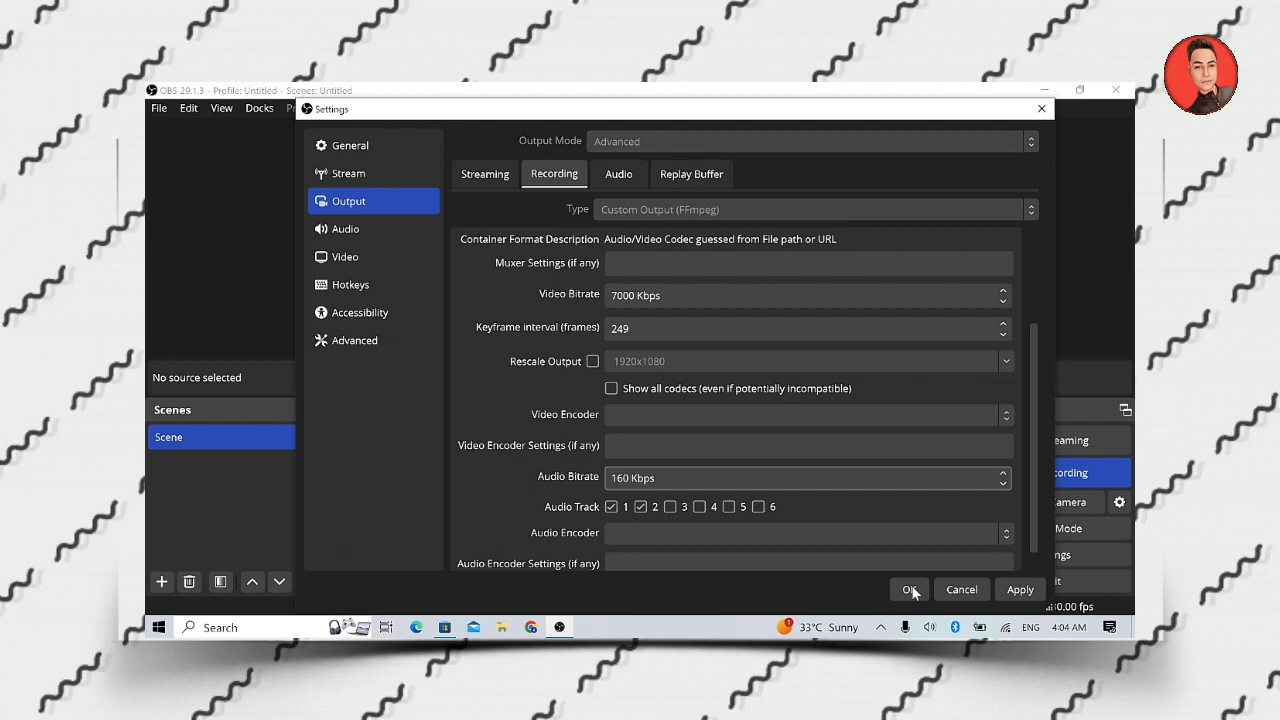 OBS 29.1.3 - Profile: Untitled - Scenes: Untitled
File Edit View Docks
Settings
General
Stream
Output
Audio
Video
Hotkeys
Accessibility
Advanced
Output Mode Advanced
Streaming Recording Audio Replay Buffer
Type Custom Output (FFmpeg)
Container Format Description Audio/Video Codec guessed from File path or URL
Muxer Settings (if any)
Video Bitrate 7000 Kbps
Keyframe interval (frames) 249
Rescale Output 1920x1080
Show all codecs (even if potentially incompatible)
Video Encoder
Video Encoder Settings (if any)
Audio Bitrate 160 Kbps
Audio Track 1 2 3 4 5 6
Audio Encoder
Audio Encoder Settings (if any)
OK Cancel Apply
No source selected
Scenes
Scene
eaming
ording
amera
Mode
ngs
it
0.00 fps
Search
33°C Sunny
ENG
4:04 AM